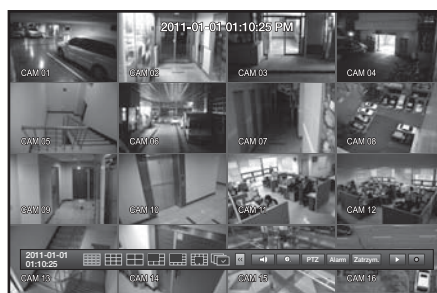 2011-01-01 01:10:25 PM
CAM 01 CAM 02 CAM 03 CAM 04
CAM 05 CAM 06 CAM 07 CAM 08
CAM 09 CAM 10 CAM 11 CAM 12
2011-01-01
01:10:25
PTZ Alarm Zatrzym.
CAM 13 CAM 14 CAM 15 CAM 16